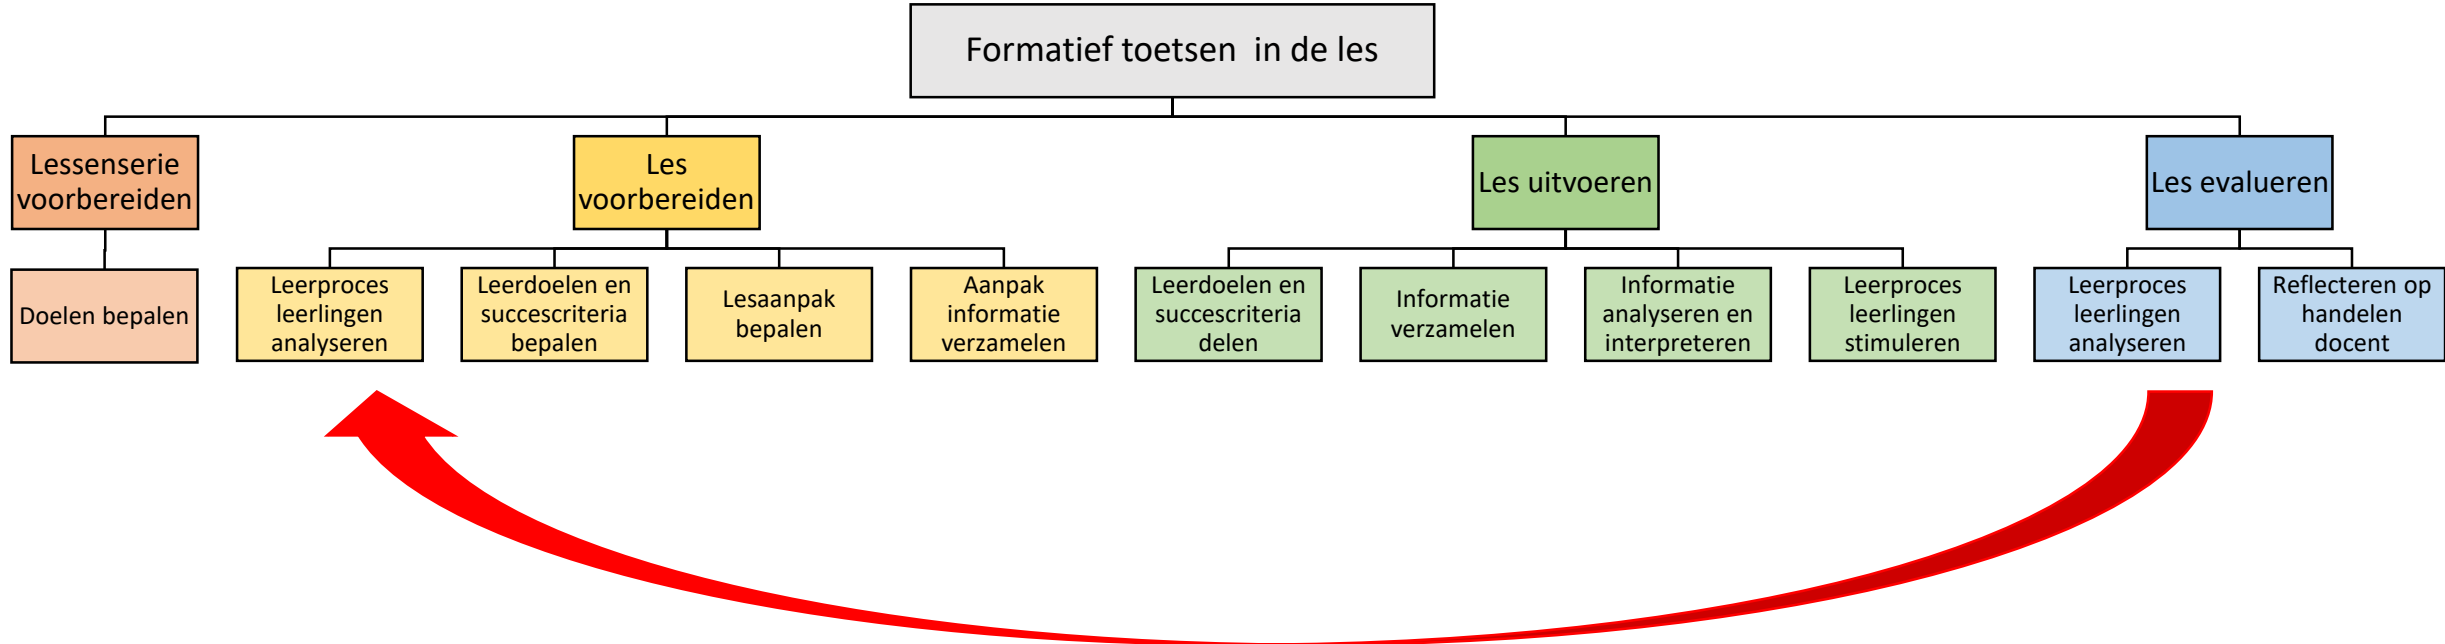 Formatief toetsen  in de les
Lessenserie
voorbereiden
Les
voorbereiden
Les uitvoeren
Les evalueren
Doelen bepalen
Leerproces
leerlingen
analyseren
Leerdoelen en
succescriteria
bepalen
Lesaanpak
bepalen
Aanpak
informatie
verzamelen
Leerdoelen en
succescriteria
delen
Informatie
verzamelen
Informatie
analyseren en
interpreteren
Leerproces
leerlingen
stimuleren
Leerproces
leerlingen
analyseren
Reflecteren op
handelen
docent